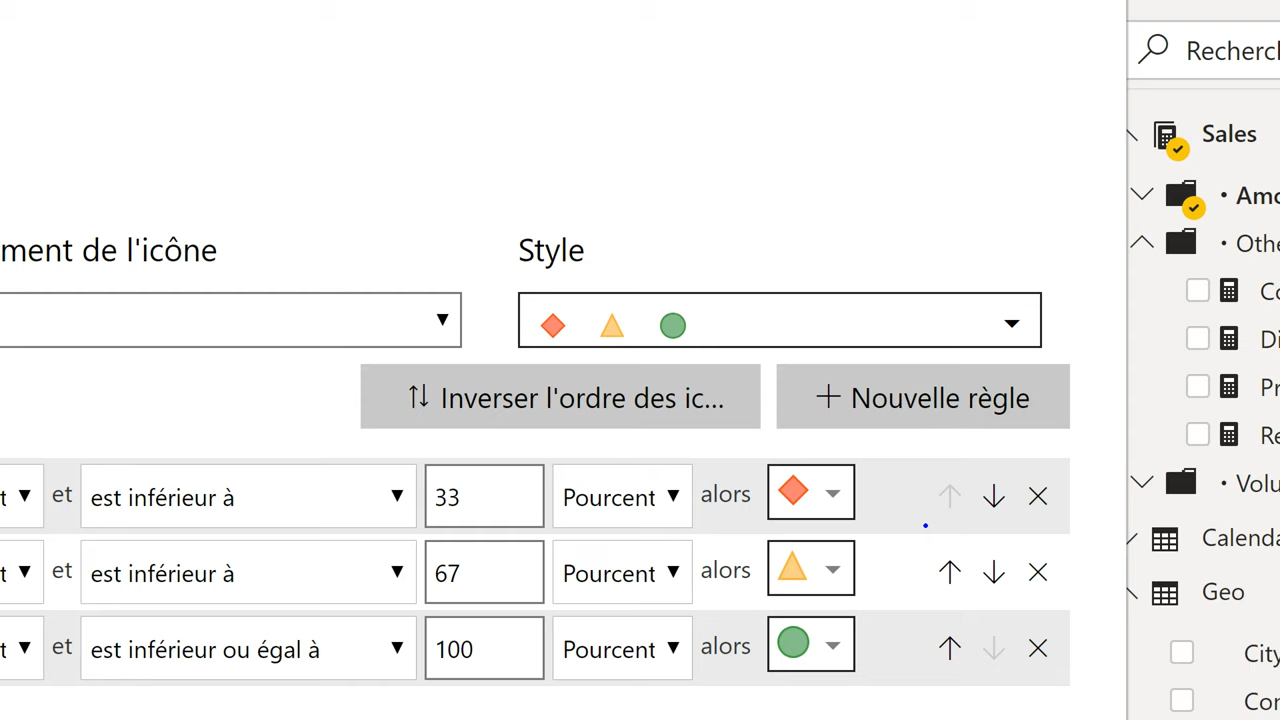 Recherc
Sales
• Amo
ment de l'icône
Style
• Othe
Co
Di
Inverser l'ordre des ic...
Nouvelle règle
Pr
Re
t et est inférieur à 33 Pourcent alors
• Volu
Calenda
t et est inférieur à 67 Pourcent alors
Geo
t et est inférieur ou égal à 100 Pourcent alors
City
Con